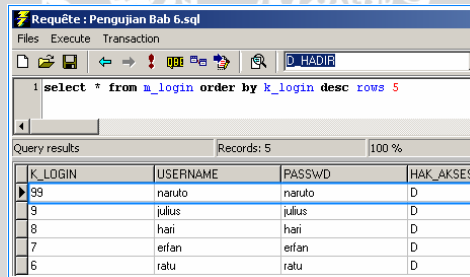 Requête : Pengujian Bab 6.sql
Files Execute Transaction
QBE D_HADIR
1 select * from m_login order by k_login desc rows 5
Query results Records: 5 100 %
K_LOGIN USERNAME PASSWD HAK_AKSES
99 naruto naruto D
9 julius julius D
8 hari hari D
7 erfan erfan D
6 ratu ratu D